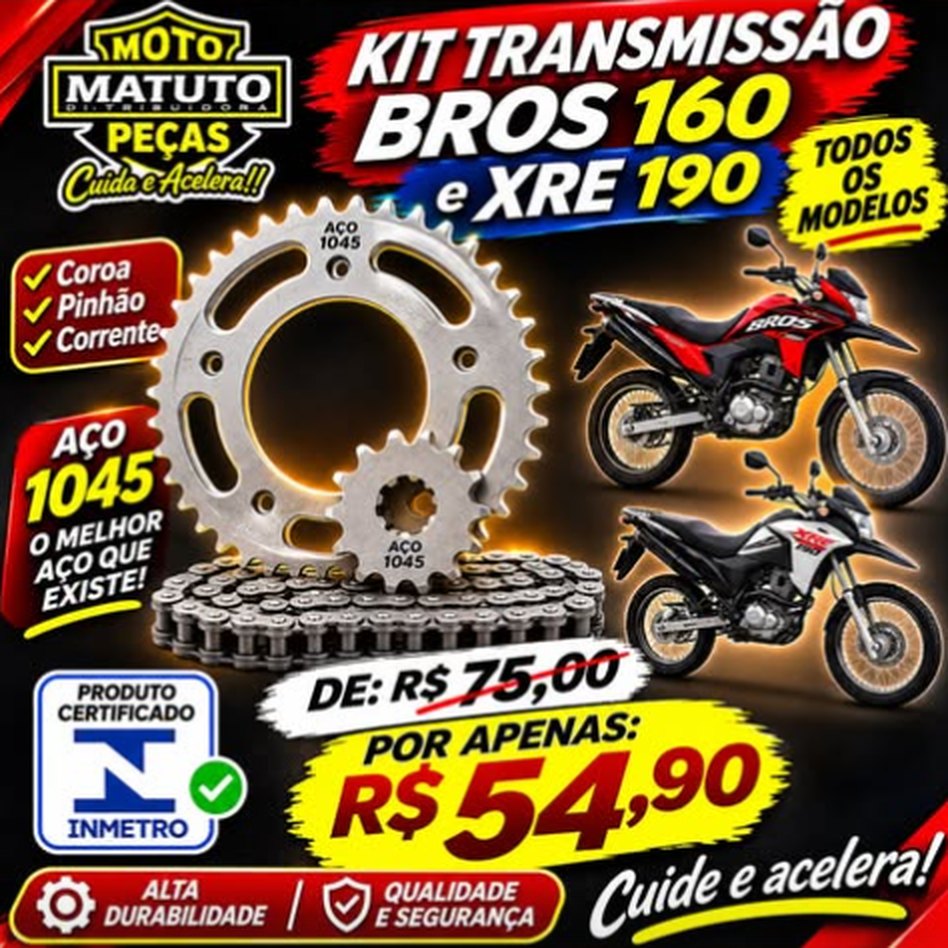 MOTO
MATUTO
DISTRIBUIDORA
PEÇAS
Cuida e Acelera!!
KIT TRANSMISSÃO
BROS 160
e XRE 190
TODOS
OS
MODELOS
✓ Coroa
✓ Pinhão
✓ Corrente
AÇO
1045
AÇO
1045
O MELHOR
AÇO QUE
EXISTE!
AÇO
1045
BROS
XRE
190
DE: R$ 75,00
POR APENAS:
R$ 54,90
PRODUTO
CERTIFICADO
INMETRO
ALTA
DURABILIDADE
QUALIDADE
E SEGURANÇA
Cuide e acelera!